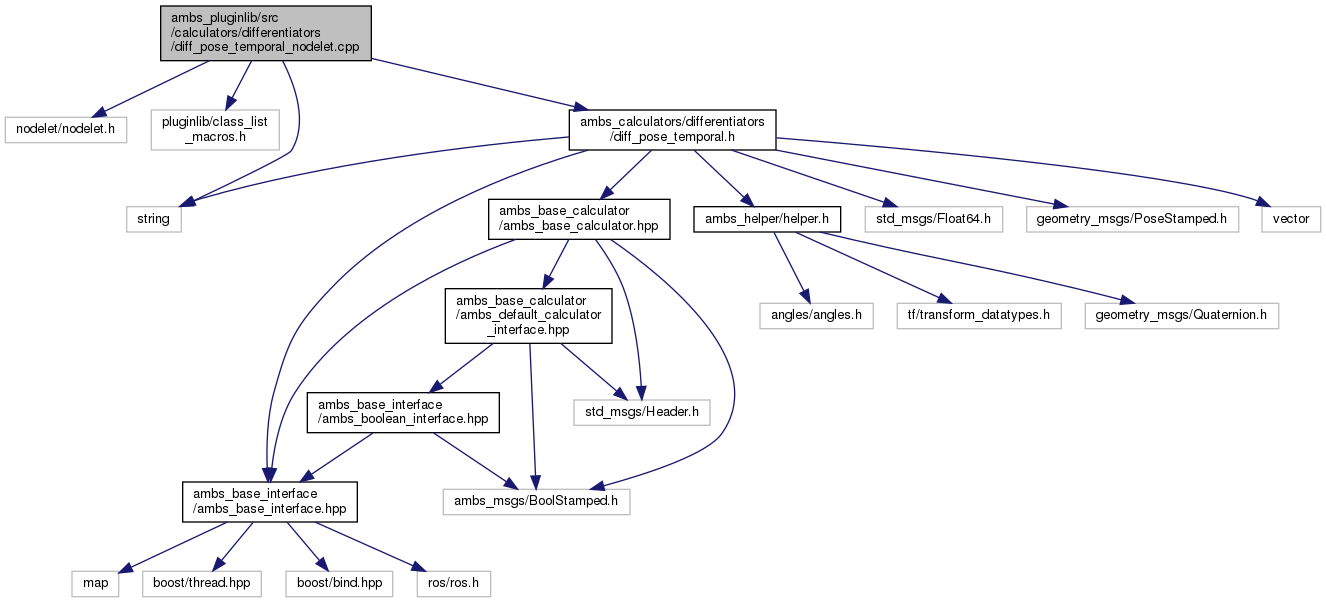 ambs_pluginlib/src
/calculators/differentiators
/diff_pose_temporal_nodelet.cpp
nodelet/nodelet.h
pluginlib/class_list
_macros.h
ambs_calculators/differentiators
/diff_pose_temporal.h
string
ambs_base_calculator
/ambs_base_calculator.hpp
ambs_helper/helper.h
std_msgs/Float64.h
geometry_msgs/PoseStamped.h
vector
ambs_base_calculator
/ambs_default_calculator
_interface.hpp
angles/angles.h
tf/transform_datatypes.h
geometry_msgs/Quaternion.h
ambs_base_interface
/ambs_boolean_interface.hpp
std_msgs/Header.h
ambs_base_interface
/ambs_base_interface.hpp
ambs_msgs/BoolStamped.h
map
boost/thread.hpp
boost/bind.hpp
ros/ros.h